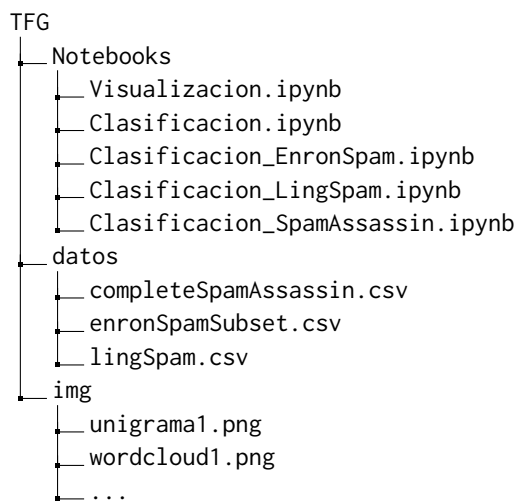 TFG
Notebooks
Visualizacion.ipynb
Clasificacion.ipynb
Clasificacion_EnronSpam.ipynb
Clasificacion_LingSpam.ipynb
Clasificacion_SpamAssassin.ipynb
datos
completeSpamAssassin.csv
enronSpamSubset.csv
lingSpam.csv
img
unigrama1.png
wordcloud1.png
...